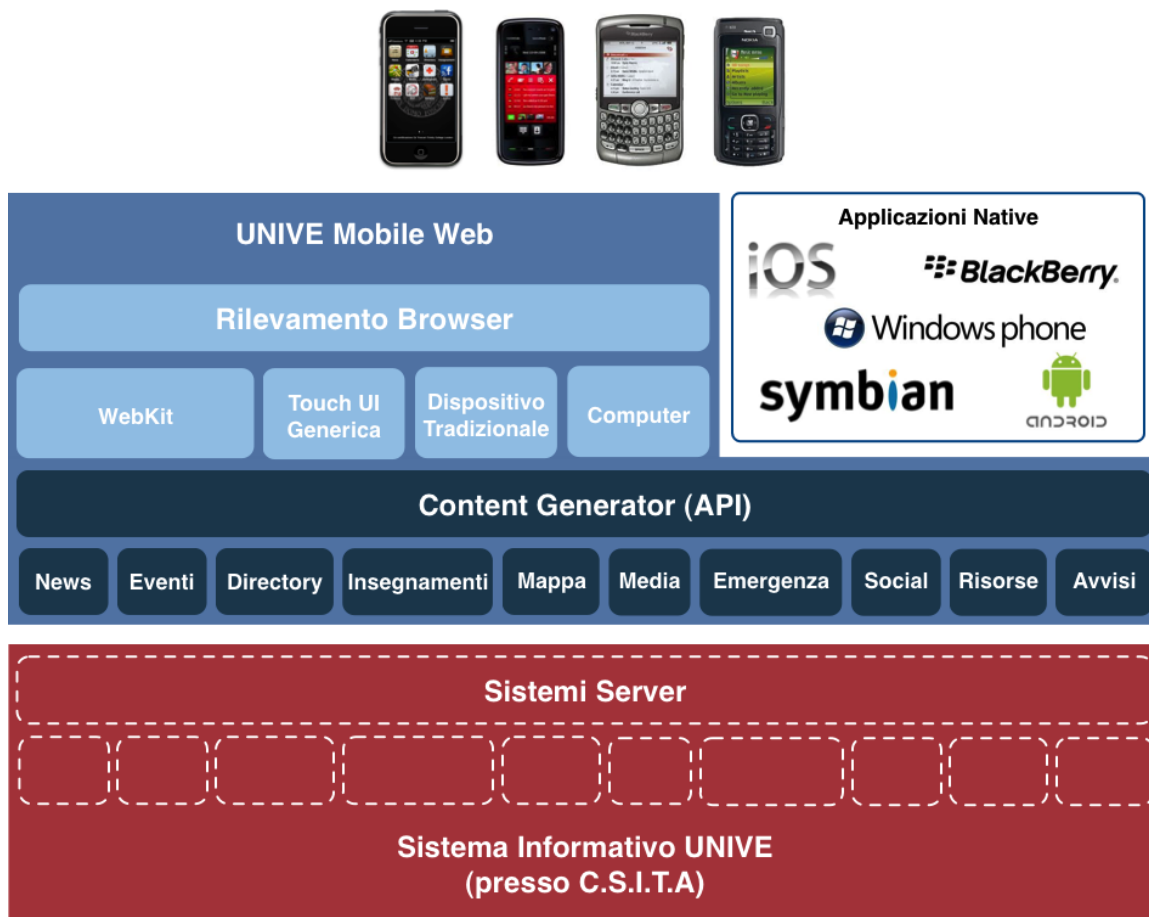 BlackBerry
NOKIA
UNIVE Mobile Web
Applicazioni Native
iOS
BlackBerry.
Rilevamento Browser
Windows phone
WebKit
Touch UI
Generica
Dispositivo
Tradizionale
Computer
symbian
ANDROID
Content Generator (API)
News
Eventi
Directory
Insegnamenti
Mappa
Media
Emergenza
Social
Risorse
Avvisi
Sistemi Server
Sistema Informativo UNIVE
(presso C.S.I.T.A)